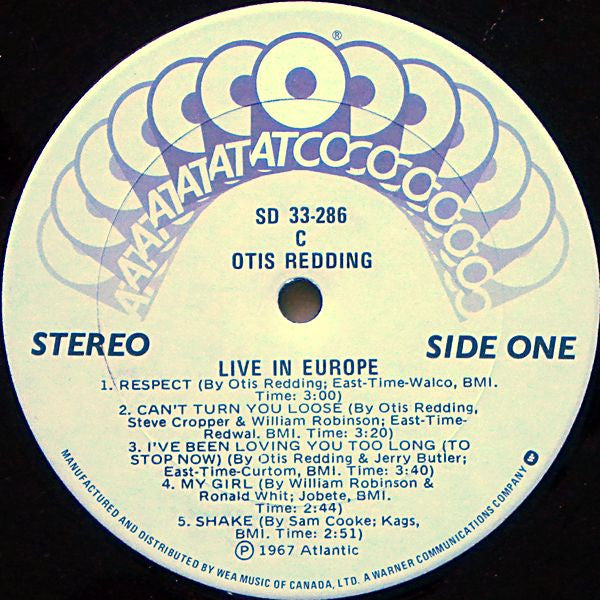 ®
ATATATATATATCOCOCOCOCOCO
SD 33-286
C
OTIS REDDING
STEREO
SIDE ONE
LIVE IN EUROPE
1. RESPECT (By Otis Redding; East-Time-Walco, BMI.
Time: 3:00)
2. CAN'T TURN YOU LOOSE (By Otis Redding,
Steve Cropper & William Robinson; East-Time-
Redwal. BMI. Time: 3:20)
3. I'VE BEEN LOVING YOU TOO LONG (TO
STOP NOW) (By Otis Redding & Jerry Butler;
East-Time-Curtom, BMI. Time: 3:40)
4. MY GIRL (By William Robinson &
Ronald Whit; Jobete, BMI.
Time: 2:44)
5. SHAKE (By Sam Cooke; Kags,
BMI. Time: 2:51)
Ⓟ 1967 Atlantic
MANUFACTURED AND DISTRIBUTED BY WEA MUSIC OF CANADA, LTD. A WARNER COMMUNICATIONS COMPANY